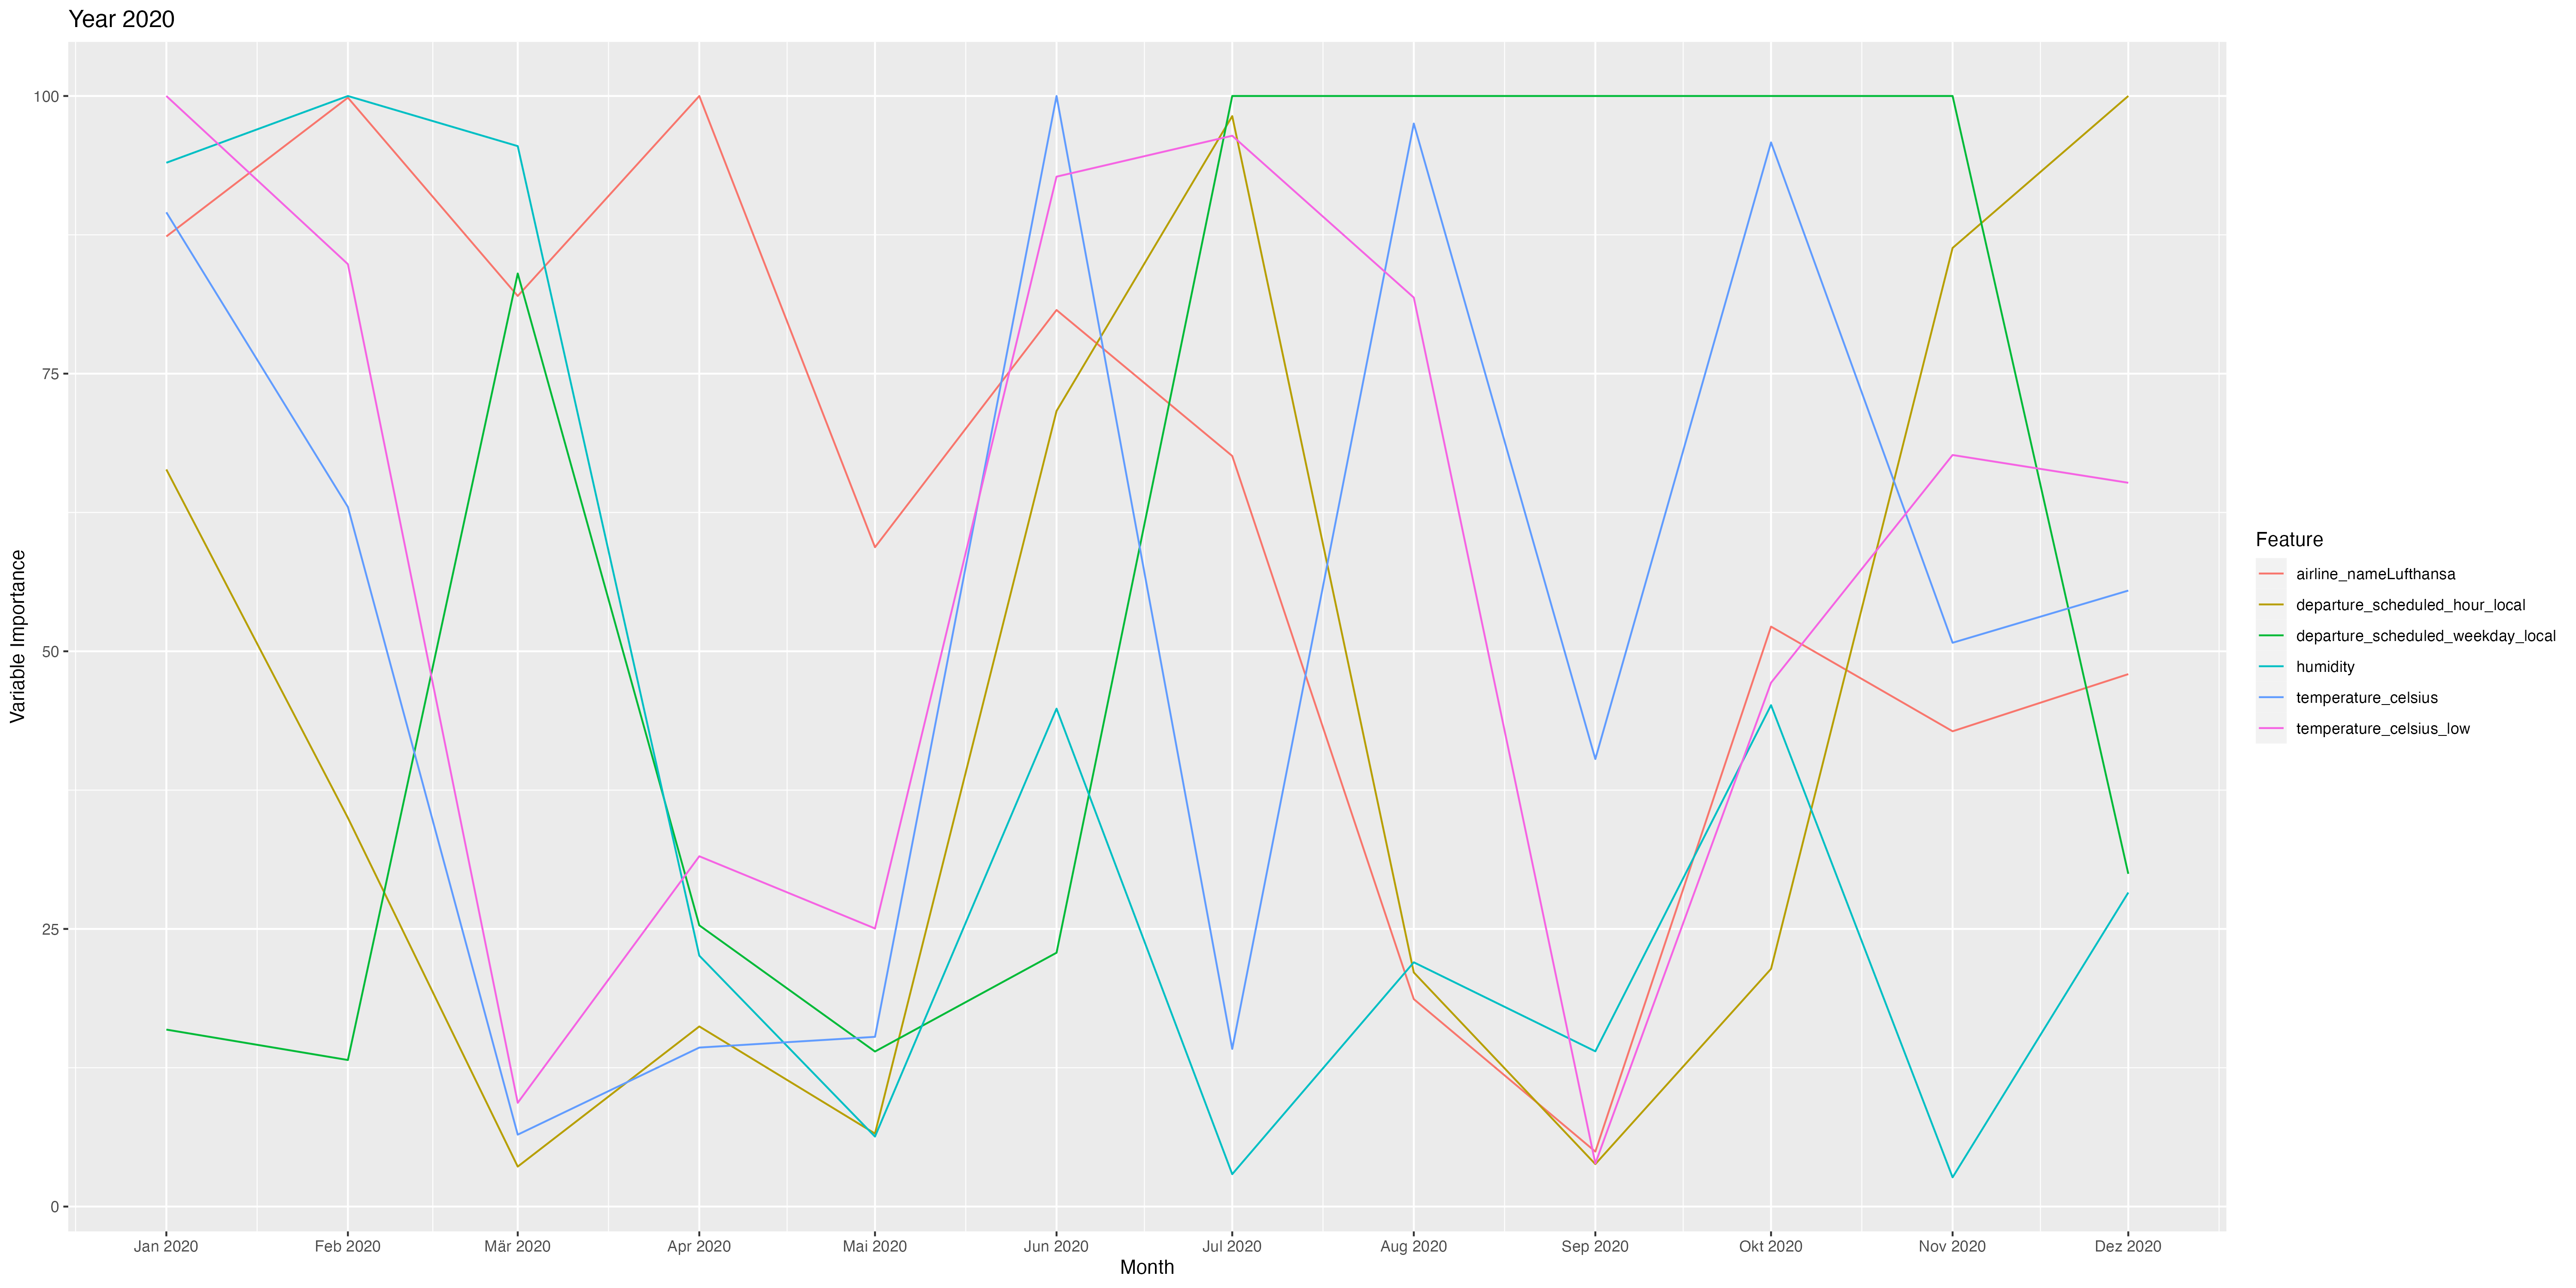 Year 2020
Variable Importance
100
75
50
25
0
Jan 2020 Feb 2020 Mär 2020 Apr 2020 Mai 2020 Jun 2020 Jul 2020 Aug 2020 Sep 2020 Okt 2020 Nov 2020 Dez 2020
Month
Feature
airline_nameLufthansa
departure_scheduled_hour_local
departure_scheduled_weekday_local
humidity
temperature_celsius
temperature_celsius_low